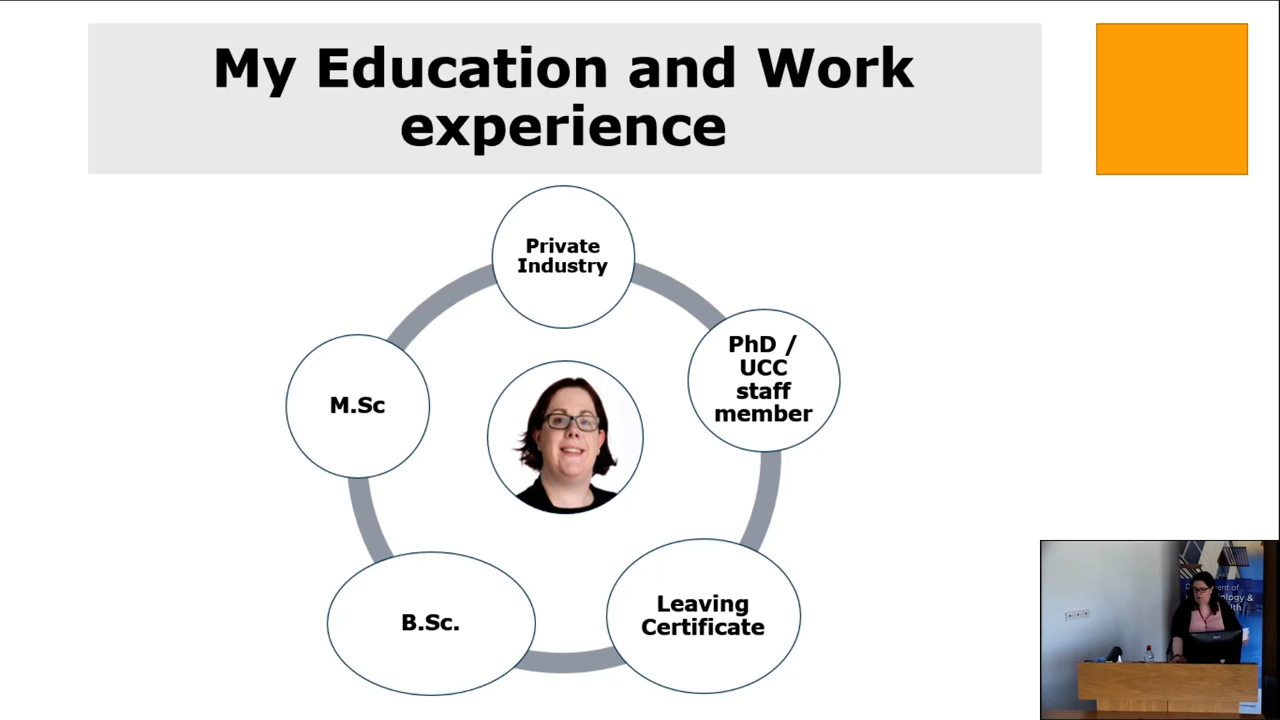 My Education and Work
experience
Private
Industry
PhD /
UCC
staff
member
M.Sc
B.Sc.
Leaving
Certificate